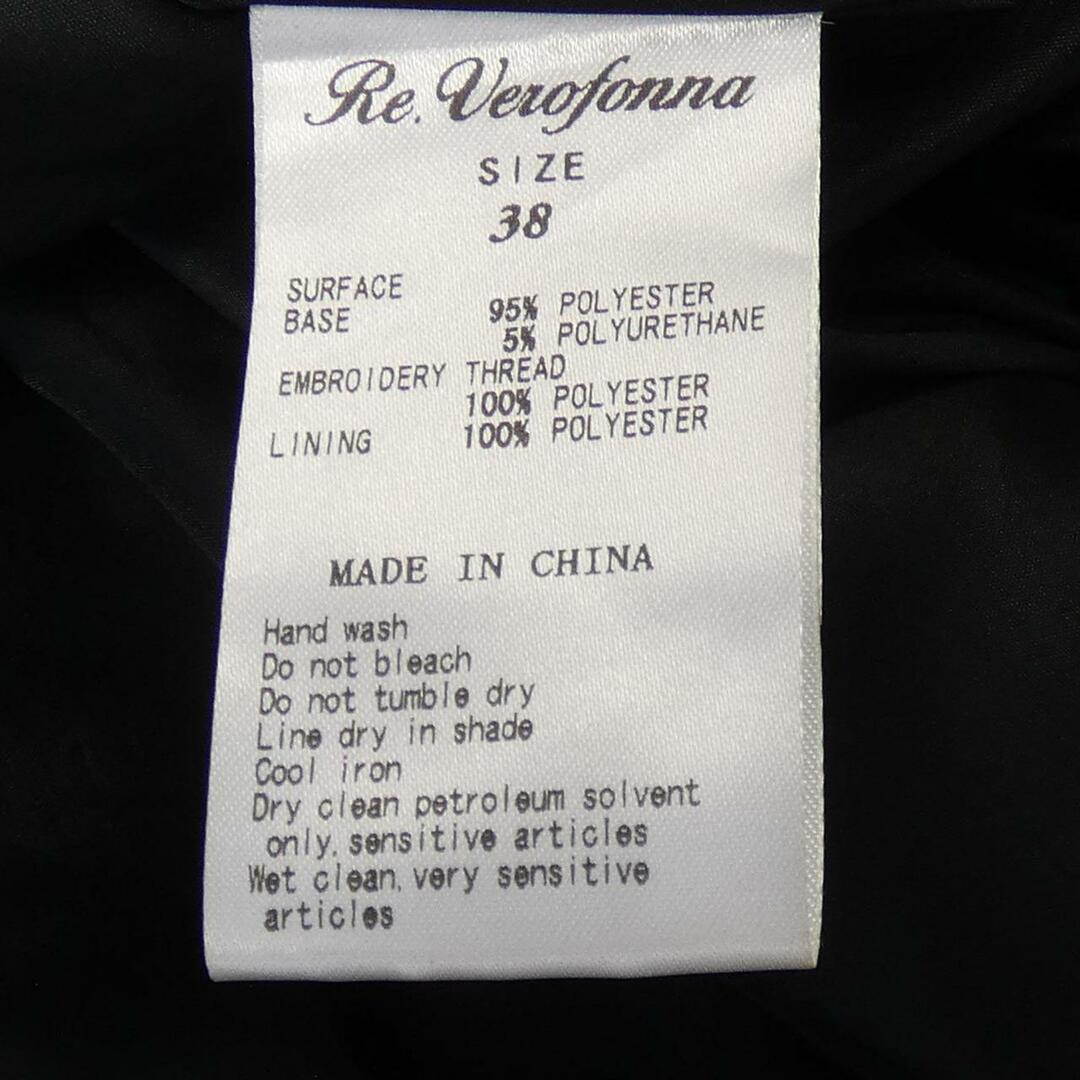 Re. Verofonna
SIZE
38
SURFACE
BASE 95% POLYESTER
5% POLYURETHANE
EMBROIDERY THREAD
100% POLYESTER
LINING 100% POLYESTER
MADE IN CHINA
Hand wash
Do not bleach
Do not tumble dry
Line dry in shade
Cool iron
Dry clean petroleum solvent
only, sensitive articles
Wet clean, very sensitive
articles